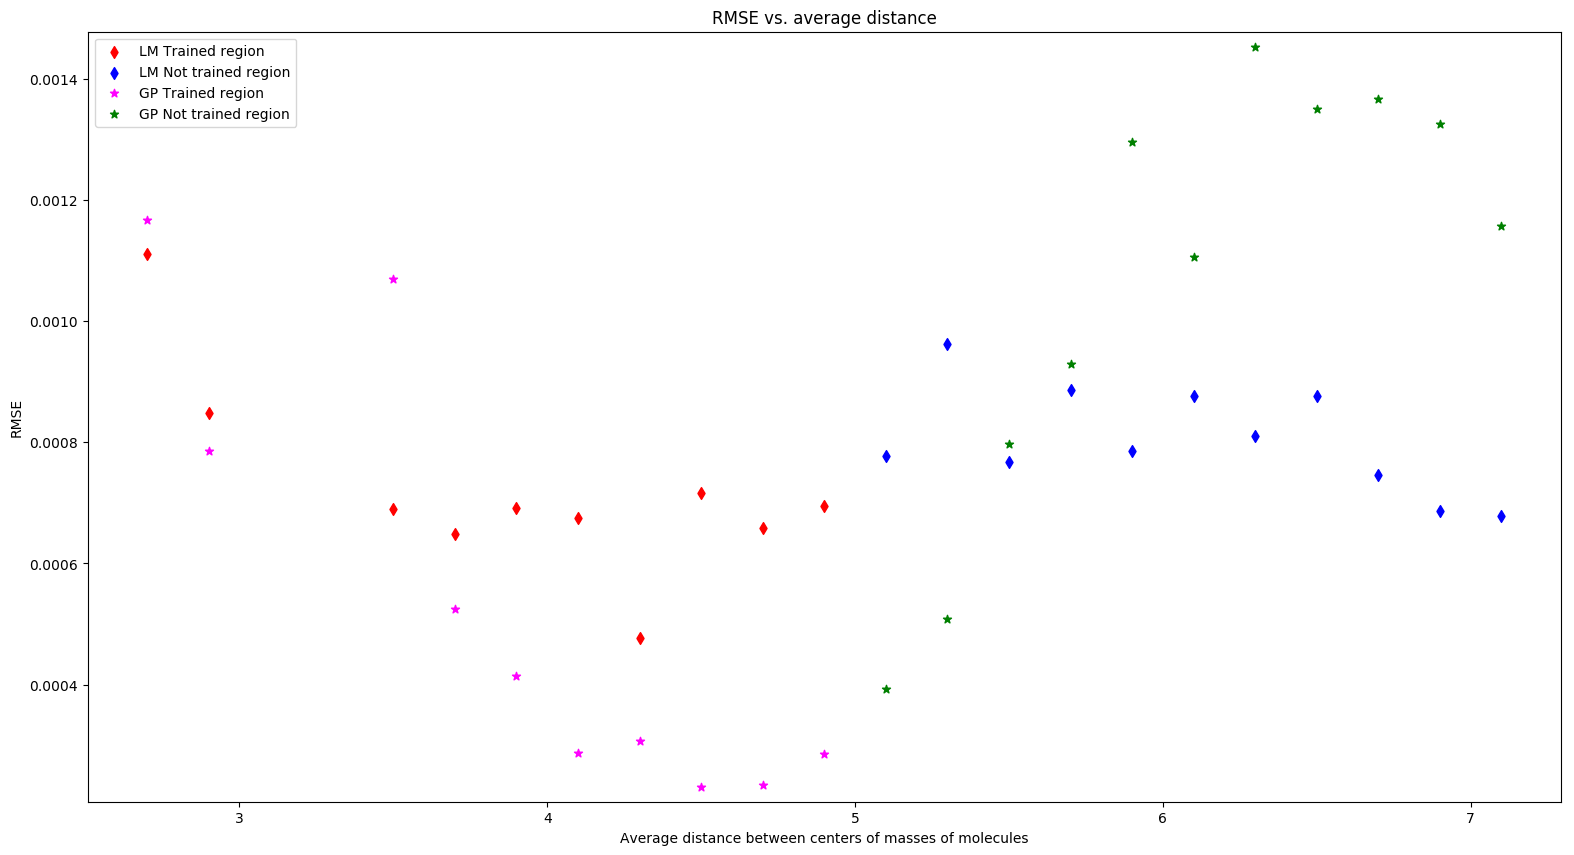 RMSE vs. average distance
LM Trained region
LM Not trained region
GP Trained region
GP Not trained region
0.0014
0.0012
0.0010
0.0008
0.0006
0.0004
RMSE
3 4 5 6 7
Average distance between centers of masses of molecules